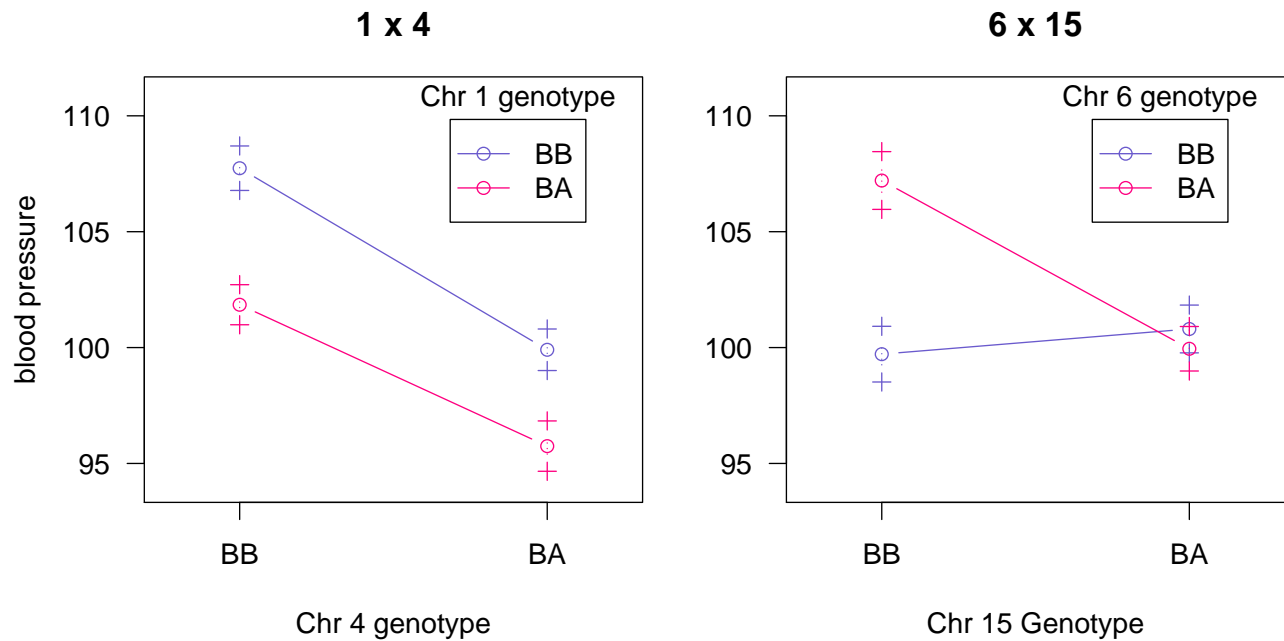 1 x 4
blood pressure
110
105
100
95
Chr 1 genotype
BB
BA
BB
BA
Chr 4 genotype
6 x 15
110
105
100
95
Chr 6 genotype
BB
BA
BB
BA
Chr 15 Genotype